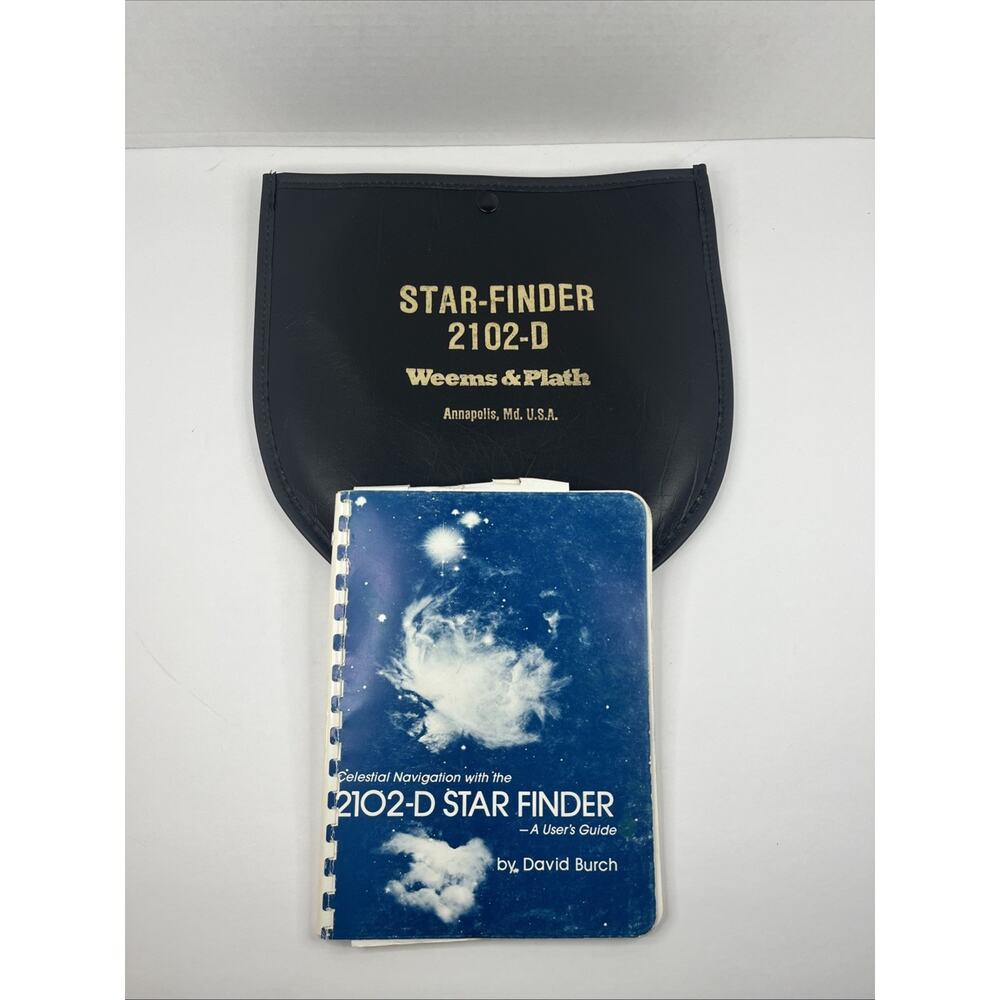 STAR-FINDER
2102-D
Weems & Plath
Annapolis, Md. U.S.A.
Celestial Navigation with the
2102-D STAR FINDER
– A User's Guide
by David Burch